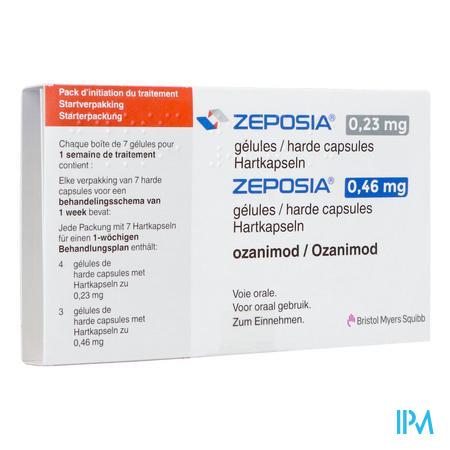 Pack d'initiation du traitement
Startverpakking
Starterpackung
Chaque boîte de 7 gélules pour
1 semaine de traitement
contient :
Elke verpakking van 7 harde
capsules voor een
behandelingsschema van
1 week bevat:
Jede Packung mit 7 Hartkapseln
für einen 1-wöchigen
Behandlungsplan enthält:
4 gélules de
harde capsules met
Hartkapseln zu
0,23 mg
3 gélules de
harde capsules met
Hartkapseln zu
0,46 mg
ZEPOSIA® 0,23 mg
gélules / harde capsules
Hartkapseln
ZEPOSIA® 0,46 mg
gélules / harde capsules
Hartkapseln
ozanimod / Ozanimod
Voie orale.
Voor oraal gebruik.
Zum Einnehmen.
Bristol Myers Squibb
IPM